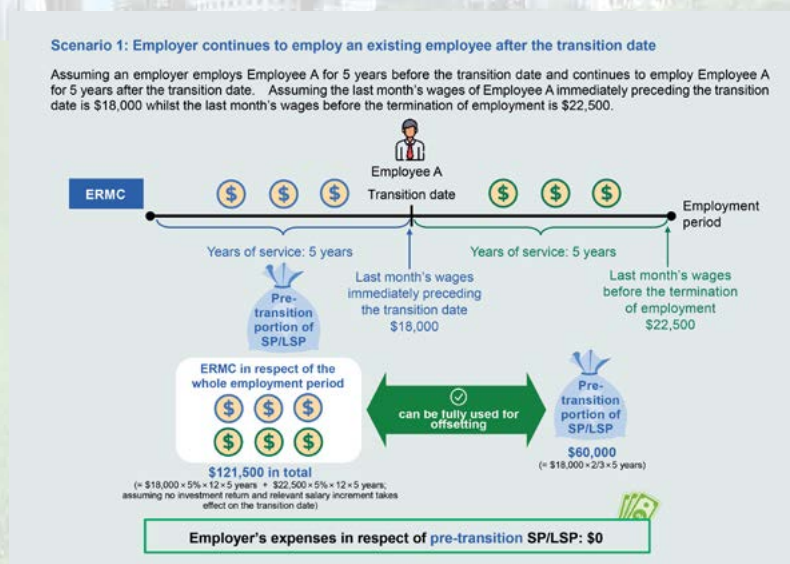 Scenario 1: Employer continues to employ an existing employee after the transition date
Assuming an employer employs Employee A for 5 years before the transition date and continues to employ Employee A
for 5 years after the transition date. Assuming the last month's wages of Employee A immediately preceding the transition
date is $18,000 whilst the last month's wages before the termination of employment is $22,500.
Employee A
ERMC
$ $ $
Transition date
$ $ $
Employment
period
Years of service: 5 years
Years of service: 5 years
Last month's wages
immediately preceding
the transition date
$18,000
Last month's wages
before the termination
of employment
$22,500
Pre-
transition
portion of
SP/LSP
ERMC in respect of the
whole employment period
$ $ $
$ $ $
can be fully used for
offsetting
Pre-
transition
portion of
SP/LSP
$121,500 in total
(= $18,000 × 5% × 12 × 5 years + $22,500 × 5% × 12 × 5 years;
assuming no investment return and relevant salary increment takes
effect on the transition date)
$60,000
(= $18,000 × 2/3 × 5 years)
Employer's expenses in respect of pre-transition SP/LSP: $0